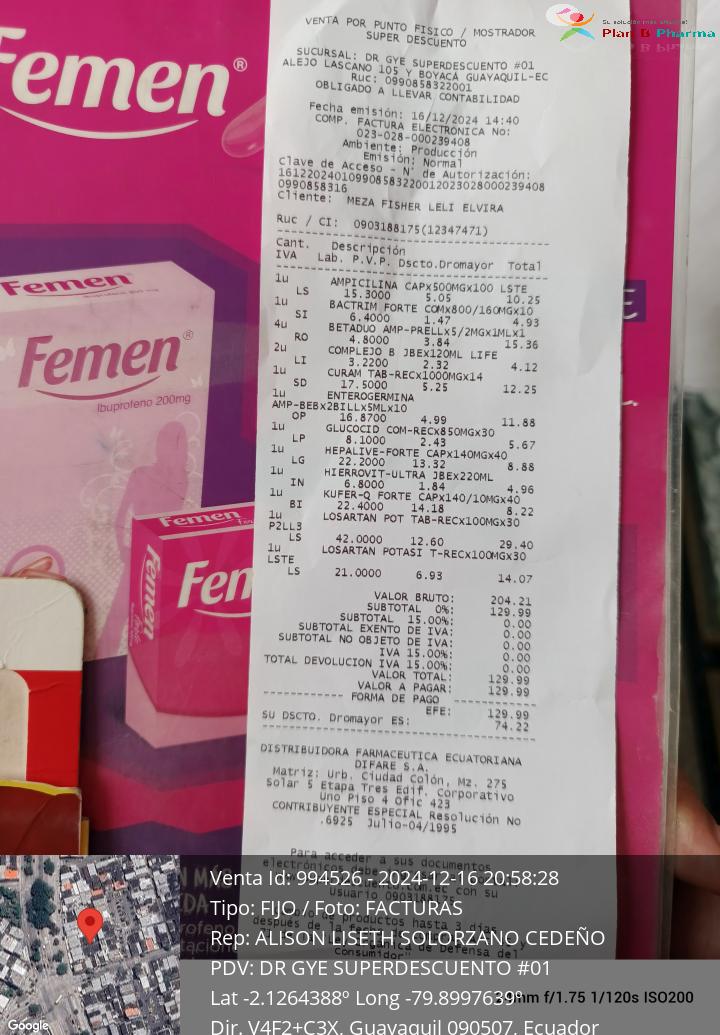 Femen®
Femen
Femen®
Ibuprofeno 200mg
Femen
Femen
Su solución más efectiva!
Plan B Pharma
VENTA POR PUNTO FISICO / MOSTRADOR
SUPER DESCUENTO
SUCURSAL: DR GYE SUPERDESCUENTO #01
ALEJO LASCANO 105 Y BOYACA GUAYAQUIL-EC
Ruc: 0990858322001
OBLIGADO A LLEVAR CONTABILIDAD
Fecha emisión: 16/12/2024 14:40
COMP. FACTURA ELECTRONICA No:
023-028-000239408
Ambiente: Producción
Emisión: Normal
Clave de Acceso - N° de Autorización:
161220240109908583220012023028000239408
0990858316
Cliente: MEZA FISHER LELI ELVIRA
Ruc / CI: 0903188175(12347471)
Cant. Descripción
IVA Lab. P.V.P. Dscto.Dromayor Total
1u AMPICILINA CAPx500MGx100 LSTE
LS 15.3000 5.05 10.25
1u BACTRIM FORTE COMx800/160MGx10
SI 6.4000 1.47 4.93
4u BETADUO AMP-PRELLx5/2MGx1MLx1
RO 4.8000 3.84 15.36
2u COMPLEJO B JBEx120ML LIFE
LI 3.2200 2.32 4.12
1u CURAM TAB-RECx1000MGx14
SD 17.5000 5.25 12.25
1u ENTEROGERMINA
AMP-BEBx2BILLx5MLx10
OP 16.8700 4.99 11.88
1u GLUCOCID COM-RECx850MGx30
LP 8.1000 2.43 5.67
1u HEPALIVE-FORTE CAPx140MGx40
LG 22.2000 13.32 8.88
1u HIERROVIT-ULTRA JBEx220ML
IN 6.8000 1.84 4.96
1u KUFER-Q FORTE CAPx140/10MGx40
BI 22.4000 14.18 8.22
1u LOSARTAN POT TAB-RECx100MGx30
P2LL3
LS 42.0000 12.60 29.40
1u LOSARTAN POTASI T-RECx100MGx30
LSTE
LS 21.0000 6.93 14.07
VALOR BRUTO: 204.21
SUBTOTAL 0%: 129.99
SUBTOTAL 15.00%: 0.00
SUBTOTAL EXENTO DE IVA: 0.00
SUBTOTAL NO OBJETO DE IVA: 0.00
IVA 15.00%: 0.00
TOTAL DEVOLUCION IVA 15.00%: 0.00
VALOR TOTAL: 129.99
VALOR A PAGAR: 129.99
------------ FORMA DE PAGO ------------
EFE: 129.99
SU DSCTO. Dromayor ES: 74.22
DISTRIBUIDORA FARMACEUTICA ECUATORIANA
DIFARE S.A.
Matriz: Urb. Ciudad Colón, Mz. 275
Solar 5 Etapa Tres Edif. Corporativo
Uno Piso 4 Ofic 423
CONTRIBUYENTE ESPECIAL Resolución No
.6925 Julio-04/1995
Para acceder a sus documentos
Venta Id: 994526 - 2024-12-16 20:58:28
Tipo: FIJO / Foto: FACTURAS
Rep: ALISON LISETH SOLORZANO CEDEÑO
PDV: DR GYE SUPERDESCUENTO #01
Lat -2.1264388º Long
f/1.75 1/120s ISO200
Dir. V4F2+C3X, Guayaquil 090507, Ecuador
Google